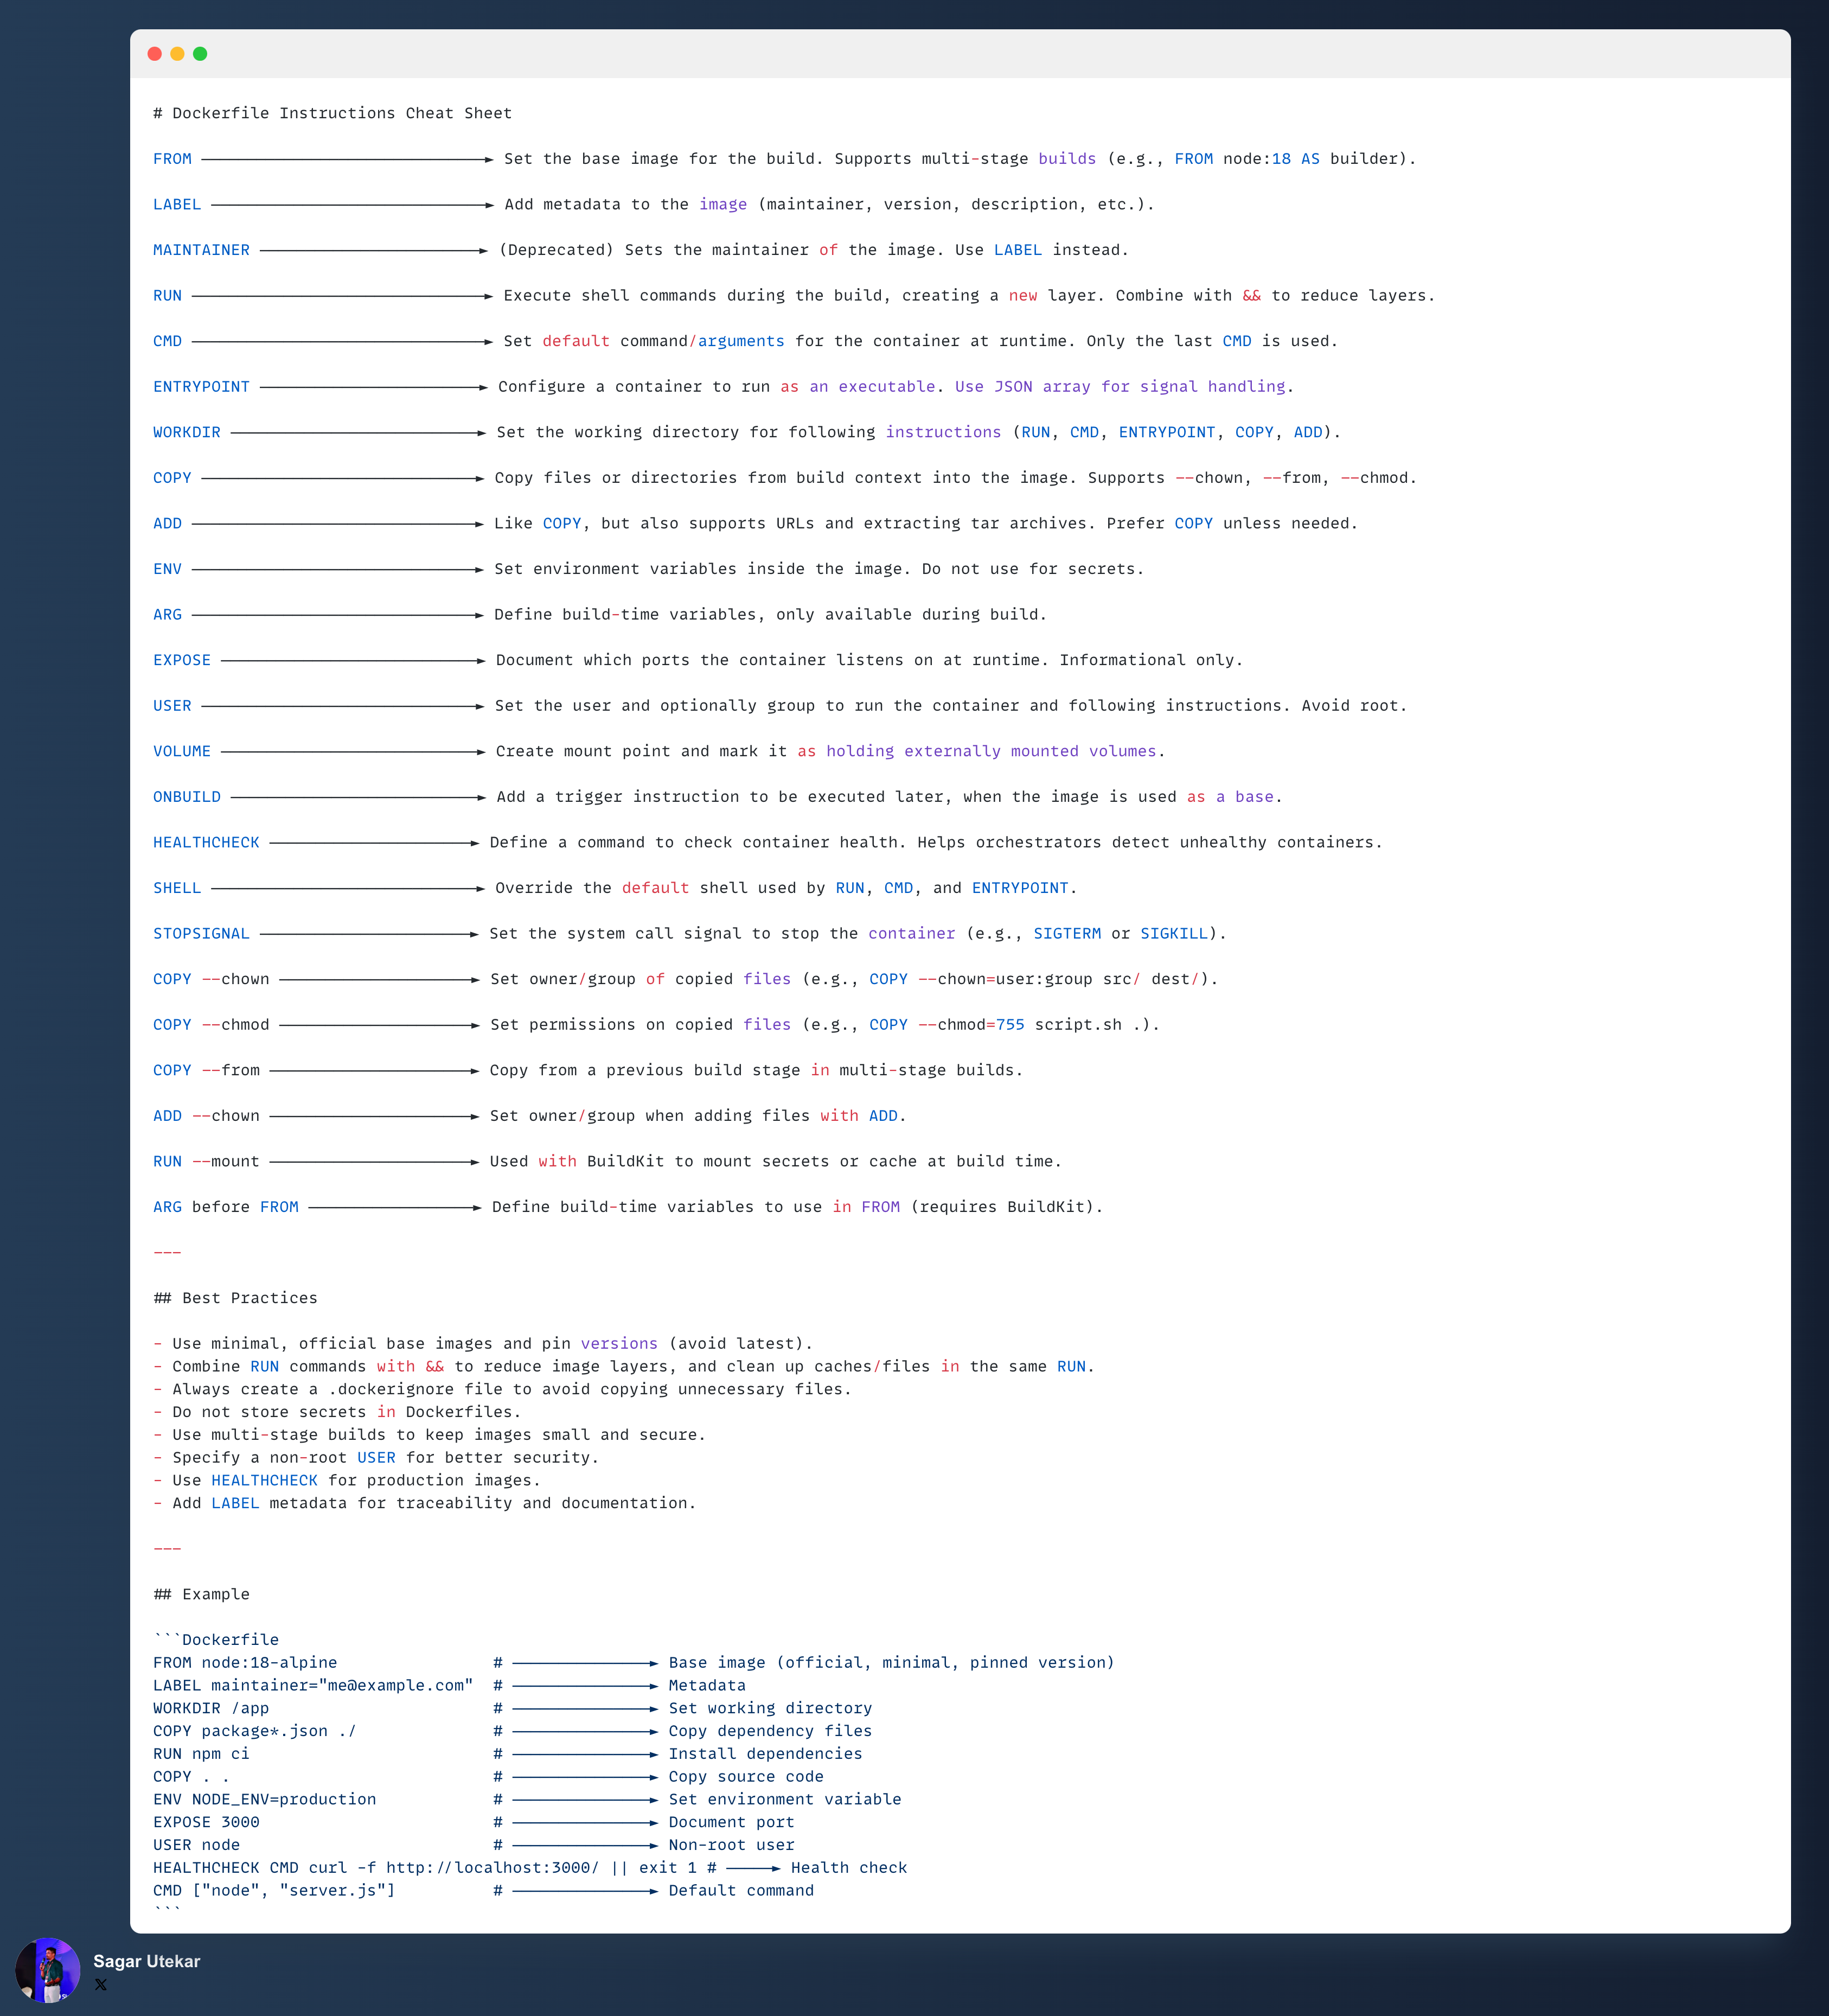 # Dockerfile Instructions Cheat Sheet
FROM ──────────────────────────────► Set the base image for the build. Supports multi-stage builds (e.g., FROM node:18 AS builder).
LABEL ─────────────────────────────► Add metadata to the image (maintainer, version, description, etc.).
MAINTAINER ────────────────────────► (Deprecated) Sets the maintainer of the image. Use LABEL instead.
RUN ───────────────────────────────► Execute shell commands during the build, creating a new layer. Combine with && to reduce layers.
CMD ───────────────────────────────► Set default command/arguments for the container at runtime. Only the last CMD is used.
ENTRYPOINT ────────────────────────► Configure a container to run as an executable. Use JSON array for signal handling.
WORKDIR ───────────────────────────► Set the working directory for following instructions (RUN, CMD, ENTRYPOINT, COPY, ADD).
COPY ──────────────────────────────► Copy files or directories from build context into the image. Supports --chown, --from, --chmod.
ADD ───────────────────────────────► Like COPY, but also supports URLs and extracting tar archives. Prefer COPY unless needed.
ENV ───────────────────────────────► Set environment variables inside the image. Do not use for secrets.
ARG ───────────────────────────────► Define build-time variables, only available during build.
EXPOSE ────────────────────────────► Document which ports the container listens on at runtime. Informational only.
USER ──────────────────────────────► Set the user and optionally group to run the container and following instructions. Avoid root.
VOLUME ────────────────────────────► Create mount point and mark it as holding externally mounted volumes.
ONBUILD ───────────────────────────► Add a trigger instruction to be executed later, when the image is used as a base.
HEALTHCHECK ───────────────────────► Define a command to check container health. Helps orchestrators detect unhealthy containers.
SHELL ─────────────────────────────► Override the default shell used by RUN, CMD, and ENTRYPOINT.
STOPSIGNAL ────────────────────────► Set the system call signal to stop the container (e.g., SIGTERM or SIGKILL).
COPY --chown ──────────────────────► Set owner/group of copied files (e.g., COPY --chown=user:group src/ dest/).
COPY --chmod ──────────────────────► Set permissions on copied files (e.g., COPY --chmod=755 script.sh .).
COPY --from ───────────────────────► Copy from a previous build stage in multi-stage builds.
ADD --chown ───────────────────────► Set owner/group when adding files with ADD.
RUN --mount ───────────────────────► Used with BuildKit to mount secrets or cache at build time.
ARG before FROM ───────────────────► Define build-time variables to use in FROM (requires BuildKit).
---
## Best Practices
- Use minimal, official base images and pin versions (avoid latest).
- Combine RUN commands with && to reduce image layers, and clean up caches/files in the same RUN.
- Always create a .dockerignore file to avoid copying unnecessary files.
- Do not store secrets in Dockerfiles.
- Use multi-stage builds to keep images small and secure.
- Specify a non-root USER for better security.
- Use HEALTHCHECK for production images.
- Add LABEL metadata for traceability and documentation.
---
## Example
```Dockerfile
FROM node:18-alpine                # ───────────────► Base image (official, minimal, pinned version)
LABEL maintainer="me@example.com"  # ───────────────► Metadata
WORKDIR /app                       # ───────────────► Set working directory
COPY package*.json ./              # ───────────────► Copy dependency files
RUN npm ci                         # ───────────────► Install dependencies
COPY . .                           # ───────────────► Copy source code
ENV NODE_ENV=production            # ───────────────► Set environment variable
EXPOSE 3000                        # ───────────────► Document port
USER node                          # ───────────────► Non-root user
HEALTHCHECK CMD curl -f http://localhost:3000/ || exit 1 # ─────► Health check
CMD ["node", "server.js"]          # ───────────────► Default command
```
Sagar Utekar